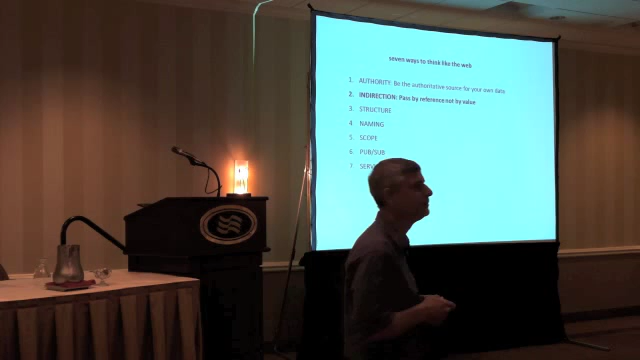 seven ways to think like the web
1. AUTHORITY: Be the authoritative source for your own data
2. INDIRECTION: Pass by reference not by value
3. STRUCTURE
4. NAMING
5. SCOPE
6. PUB/SUB
7.